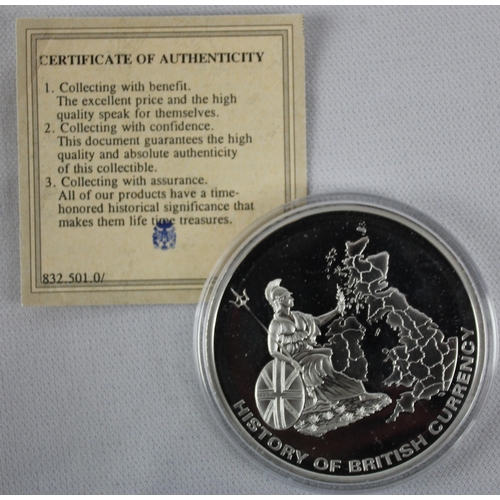 CERTIFICATE OF AUTHENTICITY
1. Collecting with benefit.
The excellent price and the high
quality speak for themselves.
2. Collecting with confidence.
This document guarantees the high
quality and absolute authenticity
of this collectible.
3. Collecting with assurance.
All of our products have a time-
honored historical significance that
makes them life time treasures.
832.501.0/
HISTORY OF BRITISH CURRENCY